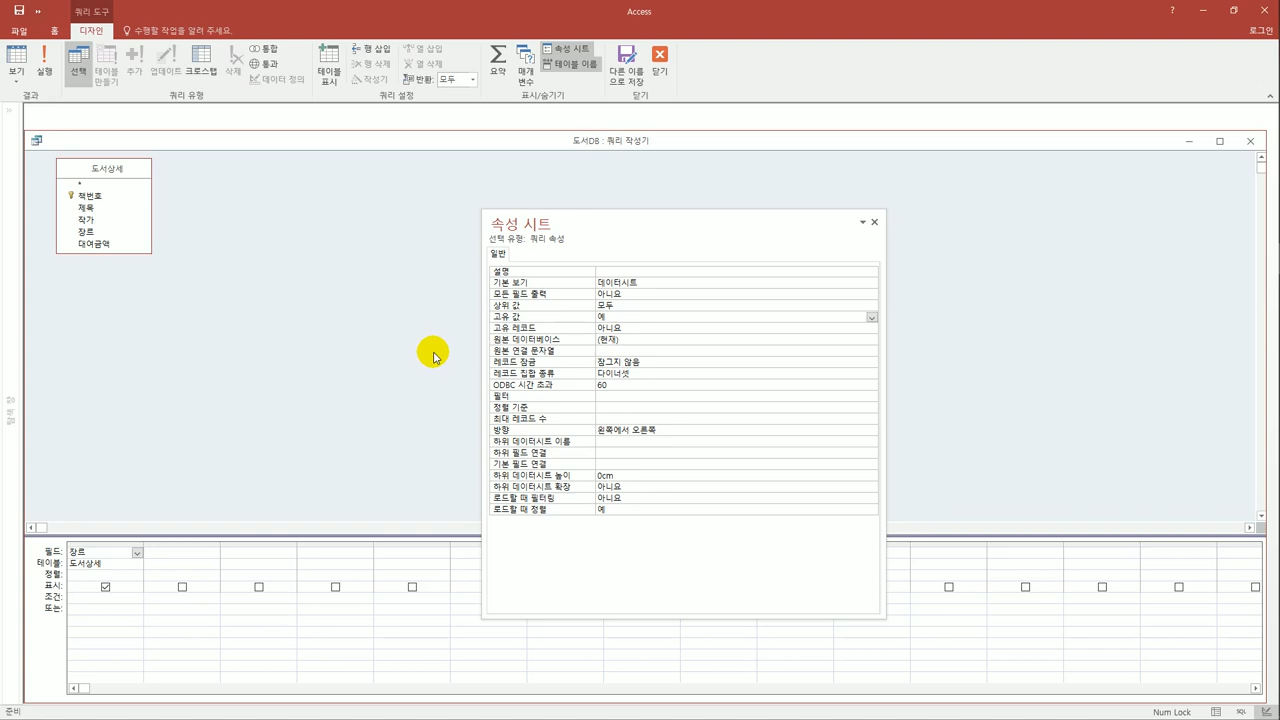 쿼리 도구
Access
파일
홈
디자인
수행할 작업을 알려 주세요.
로그인
보기
실행
선택
테이블 만들기
추가
업데이트
크로스탭
삭제
통합
통과
데이터 정의
테이블 표시
행 삽입
행 삭제
작성기
열 삽입
열 삭제
반환: 모두
요약
매개 변수
속성 시트
테이블 이름
다른 이름으로 저장
닫기
결과
쿼리 유형
쿼리 설정
표시/숨기기
닫기
도서DB : 쿼리 작성기
도서상세
*
책번호
제목
작가
장르
대여금액
탐색 창
속성 시트
선택 유형: 쿼리 속성
일반
설명
기본 보기 데이터시트
모든 필드 출력 아니요
상위 값 모두
고유 값 예
고유 레코드 아니요
원본 데이터베이스 (현재)
원본 연결 문자열
레코드 잠금 잠그지 않음
레코드 집합 종류 다이너셋
ODBC 시간 초과 60
필터
정렬 기준
최대 레코드 수
방향 왼쪽에서 오른쪽
하위 데이터시트 이름
하위 필드 연결
기본 필드 연결
하위 데이터시트 높이 0cm
하위 데이터시트 확장 아니요
로드할 때 필터링 아니요
로드할 때 정렬 예
필드: 장르
테이블: 도서상세
정렬:
표시:
조건:
또는:
준비
Num Lock
SQL